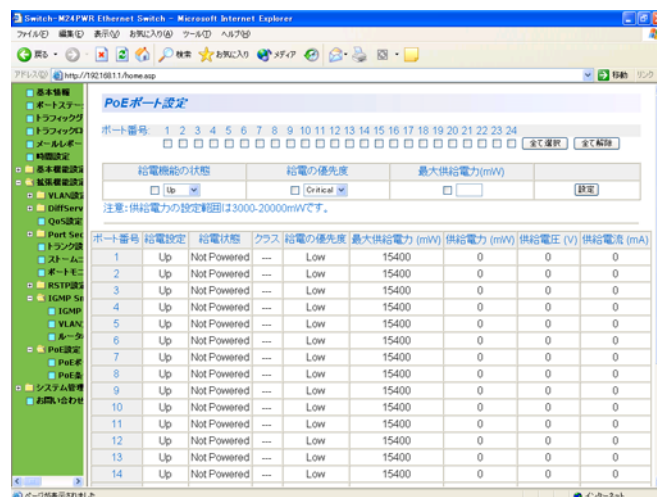 Switch-M24PWR Ethernet Switch - Microsoft Internet Explorer
ファイル(F) 編集(E) 表示(V) お気に入り(A) ツール(T) ヘルプ(H)
戻る 検索 お気に入り メディア
アドレス(D) http://192.168.1.1/home.asp 移動 リンク
基本情報
ポートステー
トラフィックグ
トラフィックロ
メールレポー
時間設定
基本機能設定
拡張機能設定
VLAN設
DiffServ
QoS設定
Port Sec
トランク設
ストーム
ポートモニ
RSTP設
IGMP Sn
IGMP
VLAN
ルータ
PoE設定
PoEポ
PoE条
システム管理
お問い合わせ
PoEポート設定
ポート番号: 1 2 3 4 5 6 7 8 9 10 11 12 13 14 15 16 17 18 19 20 21 22 23 24
全て選択 全て解除
給電機能の状態 給電の優先度 最大供給電力(mW)
Up Critical 設定
注意:供給電力の設定範囲は3000-20000mWです。
ポート番号 給電設定 給電状態 クラス 給電の優先度 最大供給電力 (mW) 供給電力 (mW) 供給電圧 (V) 供給電流 (mA)
1 Up Not Powered --- Low 15400 0 0 0
2 Up Not Powered --- Low 15400 0 0 0
3 Up Not Powered --- Low 15400 0 0 0
4 Up Not Powered --- Low 15400 0 0 0
5 Up Not Powered --- Low 15400 0 0 0
6 Up Not Powered --- Low 15400 0 0 0
7 Up Not Powered --- Low 15400 0 0 0
8 Up Not Powered --- Low 15400 0 0 0
9 Up Not Powered --- Low 15400 0 0 0
10 Up Not Powered --- Low 15400 0 0 0
11 Up Not Powered --- Low 15400 0 0 0
12 Up Not Powered --- Low 15400 0 0 0
13 Up Not Powered --- Low 15400 0 0 0
14 Up Not Powered --- Low 15400 0 0 0
ページが表示されました インターネット